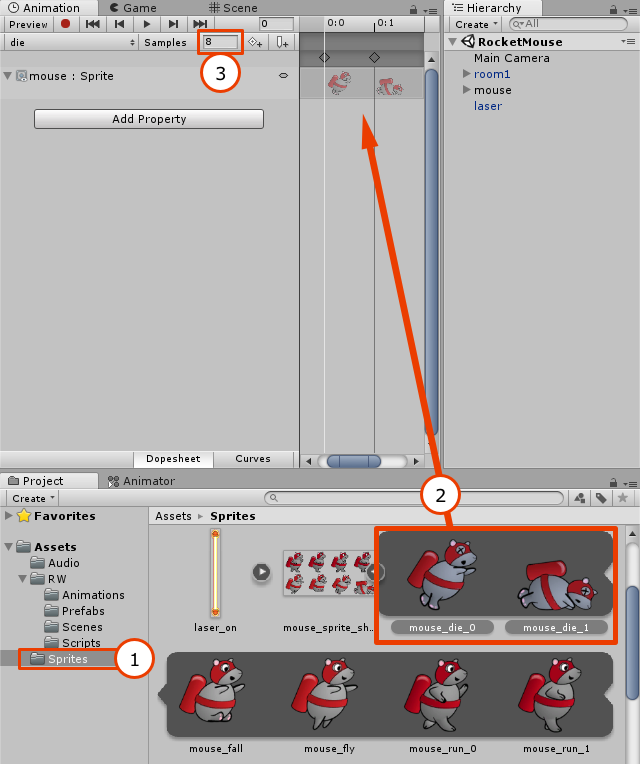 Animation Game Scene
Preview 0 0:0 0:1
die Samples 8
3
mouse : Sprite
Add Property
Dopesheet Curves
Hierarchy
Create All
RocketMouse
Main Camera
room1
mouse
laser
Project Animator
Create
2
Favorites
Assets
Audio
RW
Animations
Prefabs
Scenes
Scripts
Sprites
1
Assets Sprites
laser_on mouse_sprite_sh... mouse_die_0 mouse_die_1
mouse_fall mouse_fly mouse_run_0 mouse_run_1